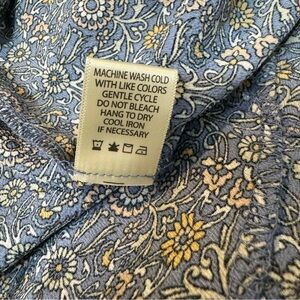 MACHINE WASH COLD
WITH LIKE COLORS
GENTLE CYCLE
DO NOT BLEACH
HANG TO DRY
COOL IRON
IF NECESSARY